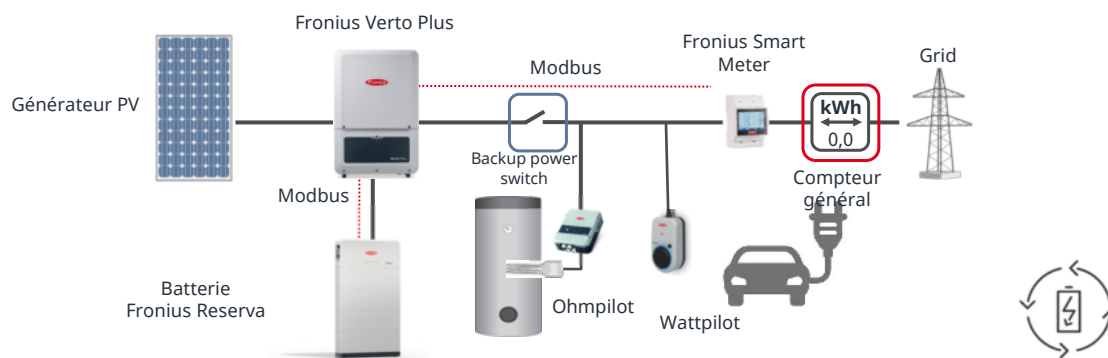 Fronius Verto Plus
Fronius Smart
Meter
Grid
Modbus
Générateur PV
kWh
0,0
Backup power
switch
Compteur
général
Modbus
Batterie
Fronius Reserva
Ohmpilot
Wattpilot